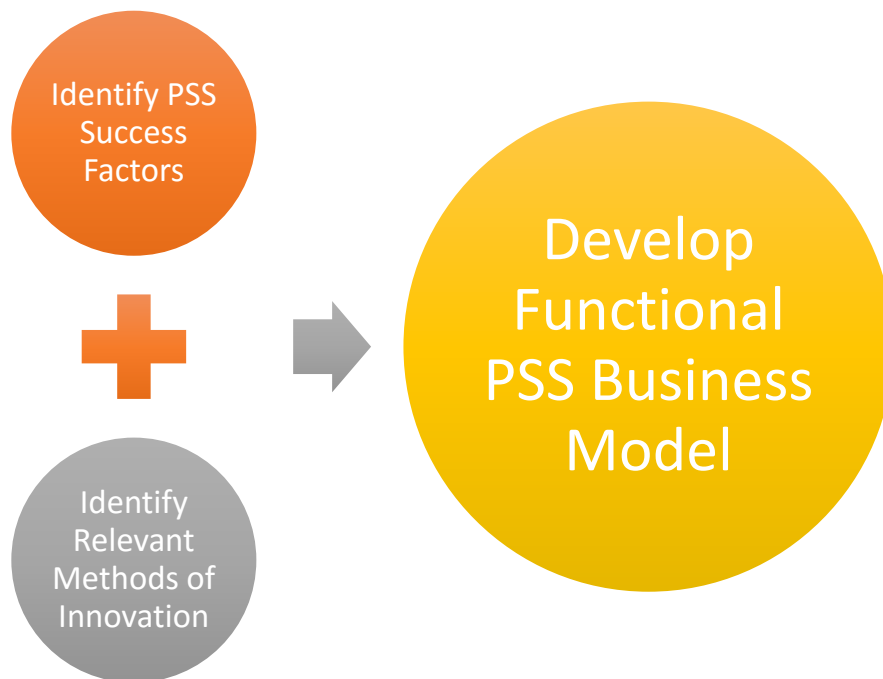 Identify PSS
Success
Factors
Identify
Relevant
Methods of
Innovation
Develop
Functional
PSS Business
Model